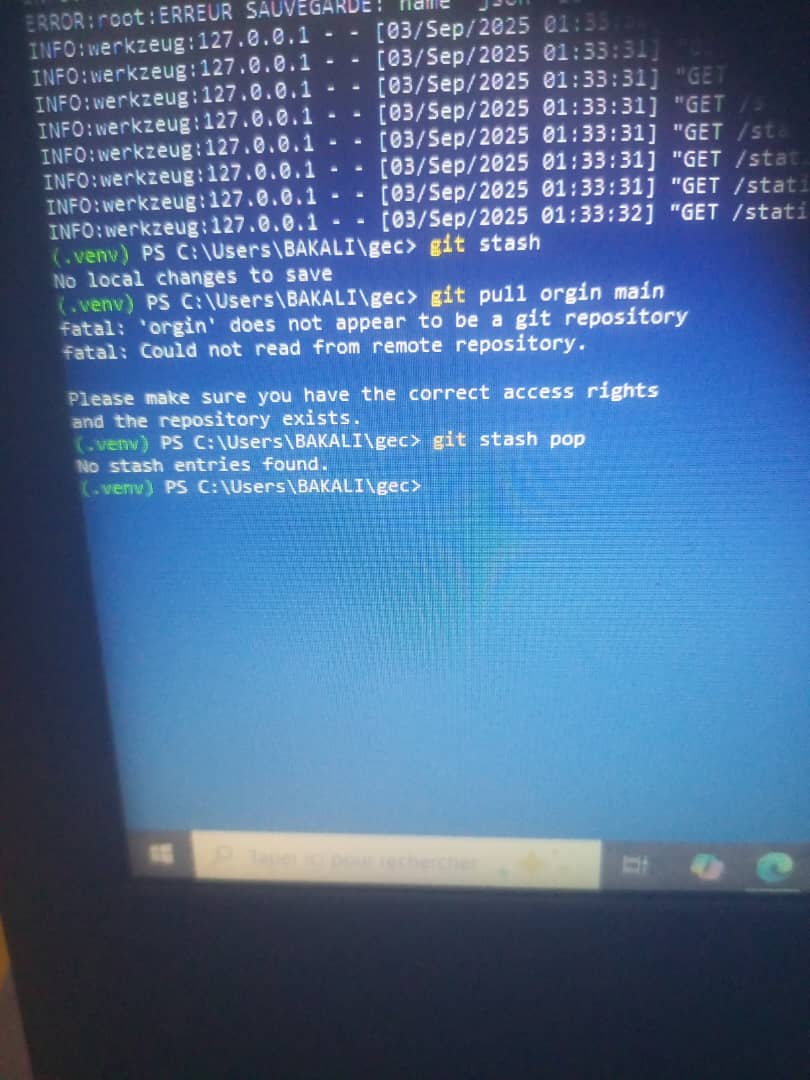 ERROR:root:ERREUR SAUVEGARDE: name 'json'
INFO:werkzeug:127.0.0.1 - - [03/Sep/2025 01:33:
INFO:werkzeug:127.0.0.1 - - [03/Sep/2025 01:33:31]
INFO:werkzeug:127.0.0.1 - - [03/Sep/2025 01:33:31] "GET
INFO:werkzeug:127.0.0.1 - - [03/Sep/2025 01:33:31] "GET /s
INFO:werkzeug:127.0.0.1 - - [03/Sep/2025 01:33:31] "GET /sta
INFO:werkzeug:127.0.0.1 - - [03/Sep/2025 01:33:31] "GET /stat
INFO:werkzeug:127.0.0.1 - - [03/Sep/2025 01:33:31] "GET /stati
INFO:werkzeug:127.0.0.1 - - [03/Sep/2025 01:33:32] "GET /stati
(.venv) PS C:\Users\BAKALI\gec> git stash
No local changes to save
(.venv) PS C:\Users\BAKALI\gec> git pull orgin main
fatal: 'orgin' does not appear to be a git repository
fatal: Could not read from remote repository.
Please make sure you have the correct access rights
and the repository exists.
(.venv) PS C:\Users\BAKALI\gec> git stash pop
No stash entries found.
(.venv) PS C:\Users\BAKALI\gec>
Taper ici pour rechercher